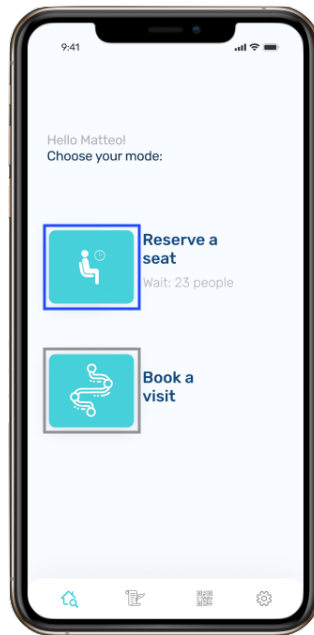 9:41
Hello Matteo!
Choose your mode:
Reserve a
seat
Wait: 23 people
Book a
visit